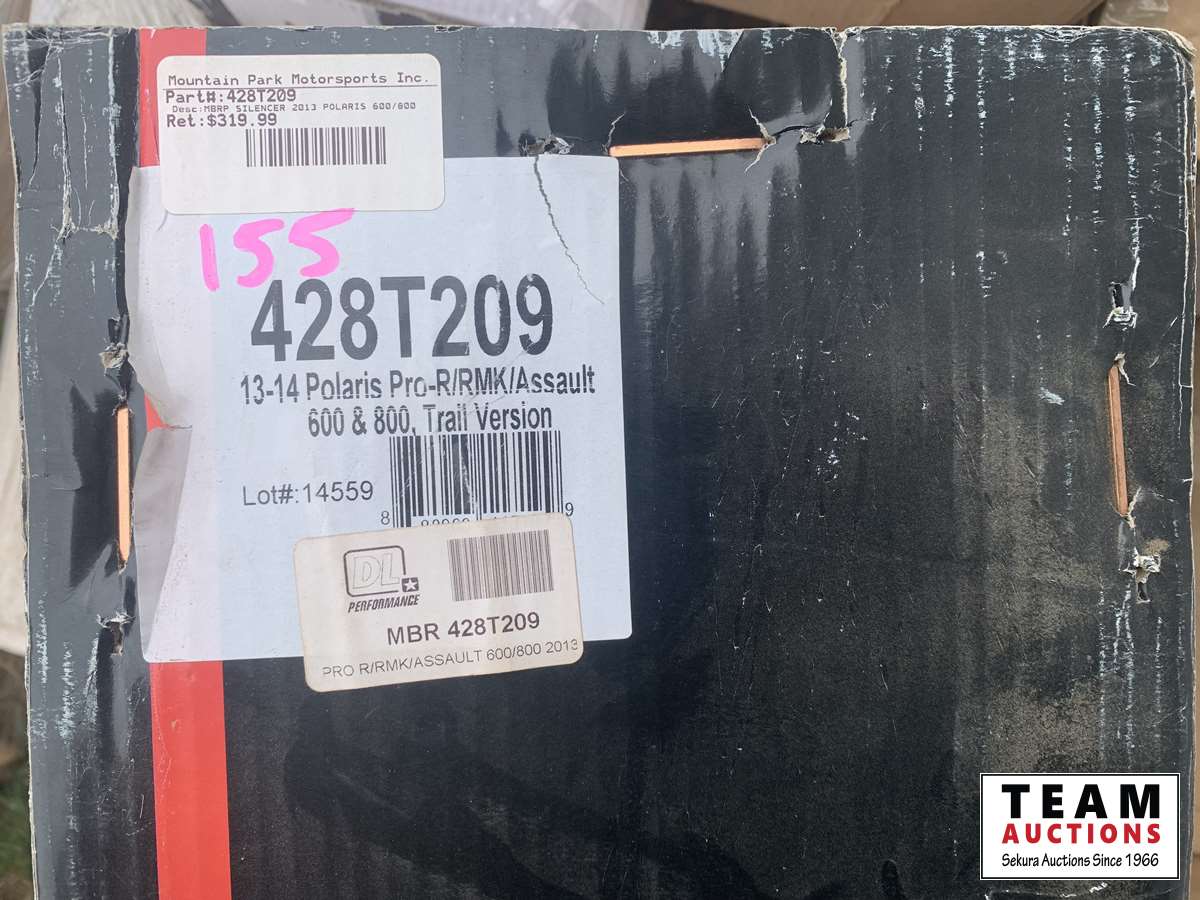 Mountain Park Motorsports Inc.
Part#:428T209
Desc:MBRP SILENCER 2013 POLARIS 600/800
Ret:$319.99
155
428T209
13-14 Polaris Pro-R/RMK/Assault
600 & 800, Trail Version
Lot#:14559
8 9
DL
PERFORMANCE
MBR 428T209
PRO R/RMK/ASSAULT 600/800 2013
TEAM
AUCTIONS
Sekura Auctions Since 1966